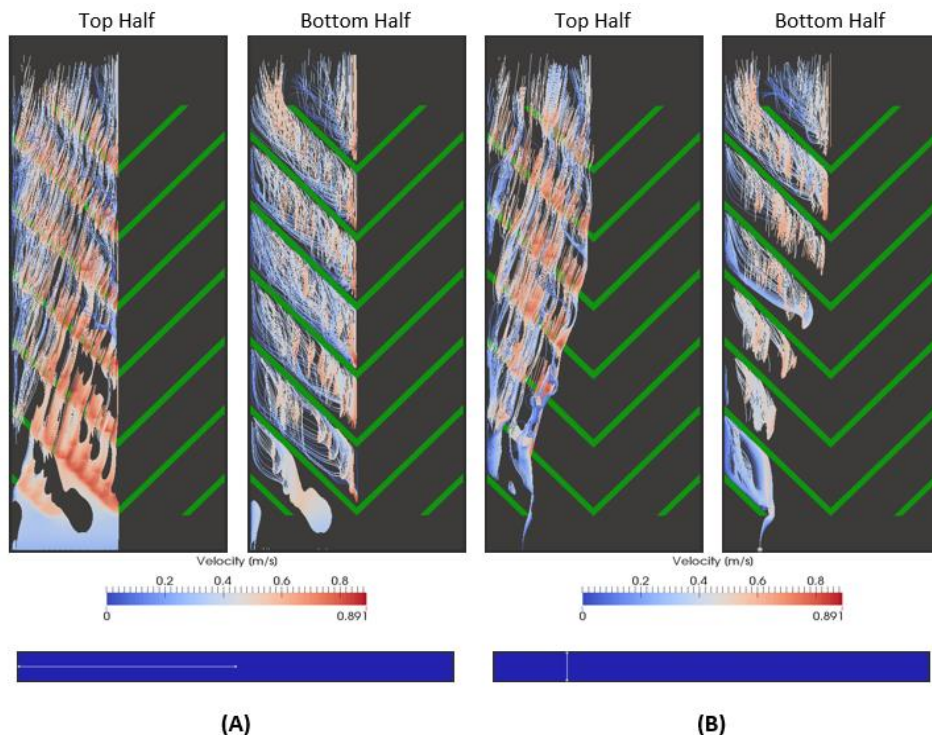 Top Half Bottom Half Top Half Bottom Half
Velocity (m/s) Velocity (m/s)
0.2 0.4 0.6 0.8 0.2 0.4 0.6 0.8
0 0.891 0 0.891
(A) (B)